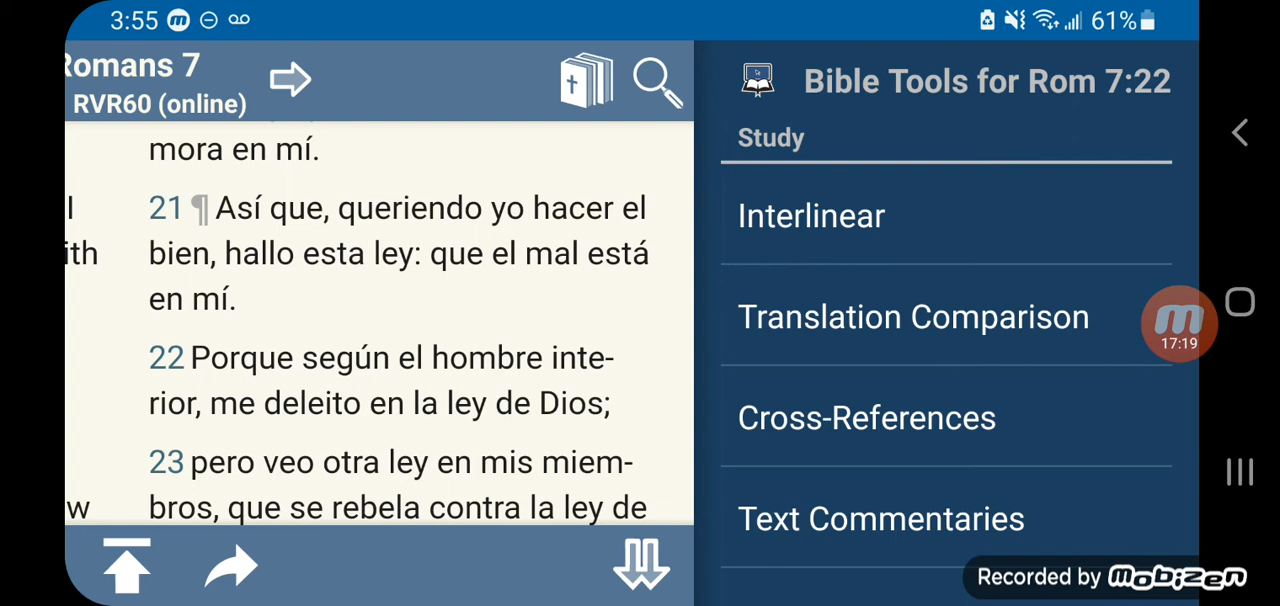 3:55
61%
Romans 7
RVR60 (online)
mora en mí.
21 ¶ Así que, queriendo yo hacer el
bien, hallo esta ley: que el mal está
en mí.
22 Porque según el hombre inte-
rior, me deleito en la ley de Dios;
23 pero veo otra ley en mis miem-
bros, que se rebela contra la ley de
l
ith
w
Bible Tools for Rom 7:22
Study
Interlinear
Translation Comparison
Cross-References
Text Commentaries
17:19
Recorded by Mobizen